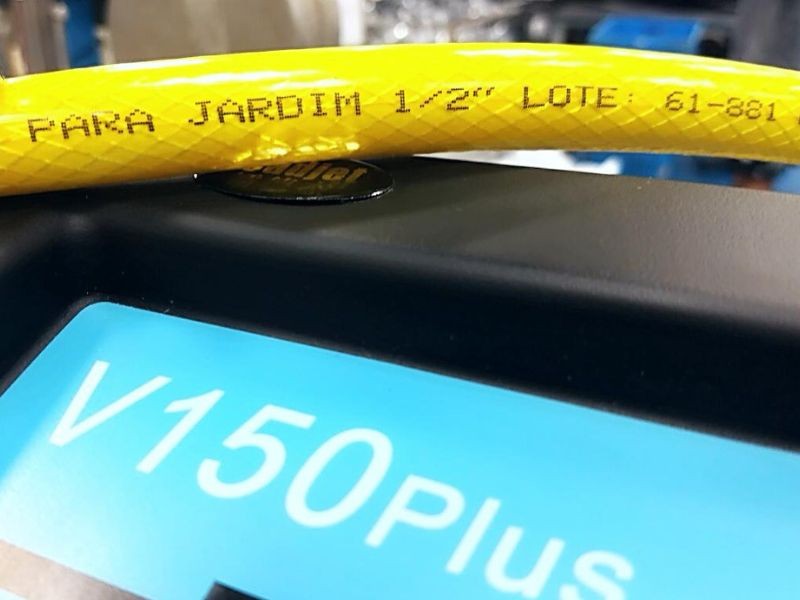 PARA JARDIM 1/2" LOTE: 61-881
V150Plus